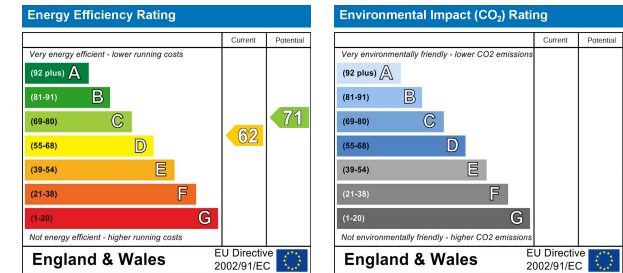 Energy Efficiency Rating
Current Potential
Very energy efficient - lower running costs
(92 plus) A
(81-91) B
(69-80) C
(55-68) D
(39-54) E
(21-38) F
(1-20) G
62
71
Not energy efficient - higher running costs
England & Wales
EU Directive
2002/91/EC
Environmental Impact (CO₂) Rating
Current Potential
Very environmentally friendly - lower CO2 emissions
(92 plus) A
(81-91) B
(69-80) C
(55-68) D
(39-54) E
(21-38) F
(1-20) G
Not environmentally friendly - higher CO2 emissions
England & Wales
EU Directive
2002/91/EC